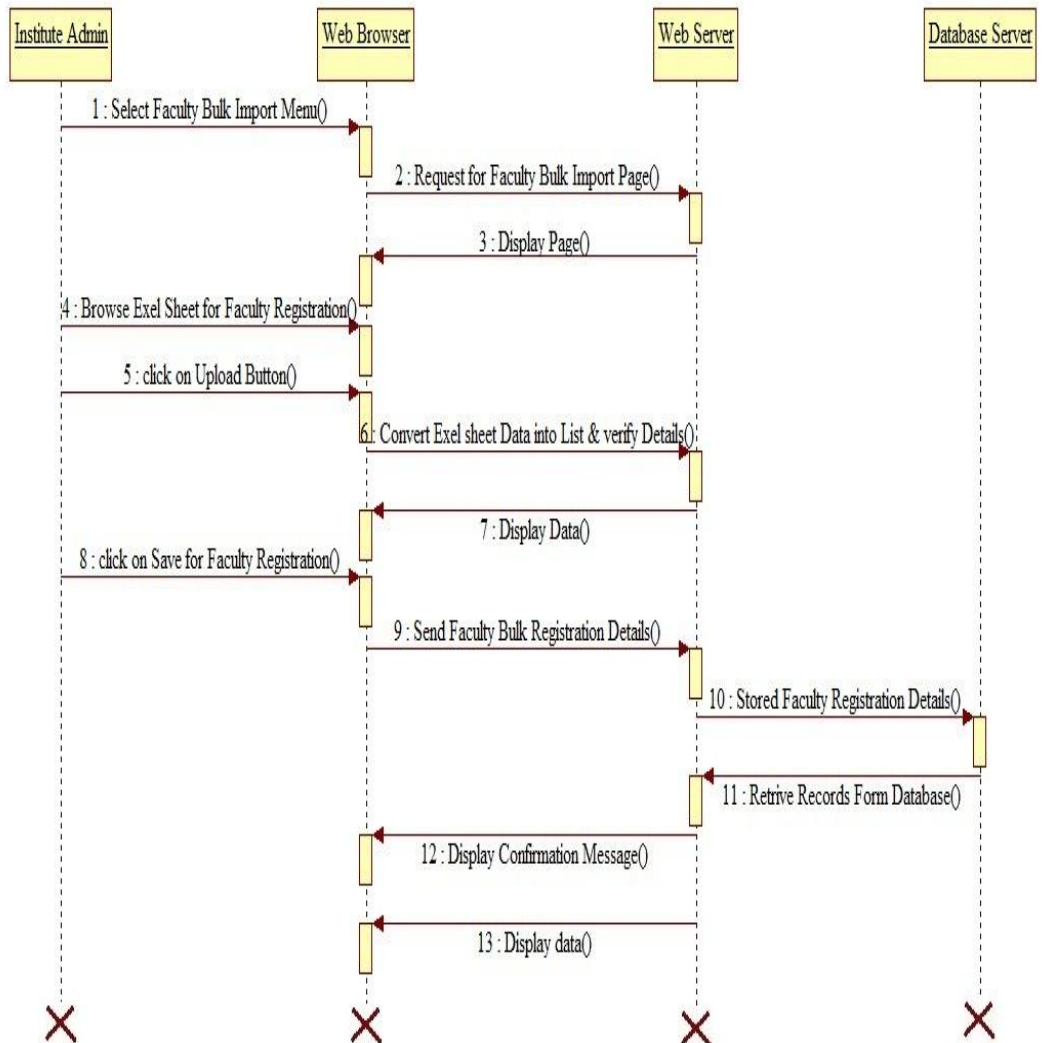 Institute Admin
Web Browser
Web Server
Database Server
1 : Select Faculty Bulk Import Menu()
2 : Request for Faculty Bulk Import Page()
3 : Display Page()
4 : Browse Exel Sheet for Faculty Registration()
5 : click on Upload Button()
6 : Convert Exel sheet Data into List & verify Details()
7 : Display Data()
8 : click on Save for Faculty Registration()
9 : Send Faculty Bulk Registration Details()
10 : Stored Faculty Registration Details()
11 : Retrive Records Form Database()
12 : Display Confirmation Message()
13 : Display data()